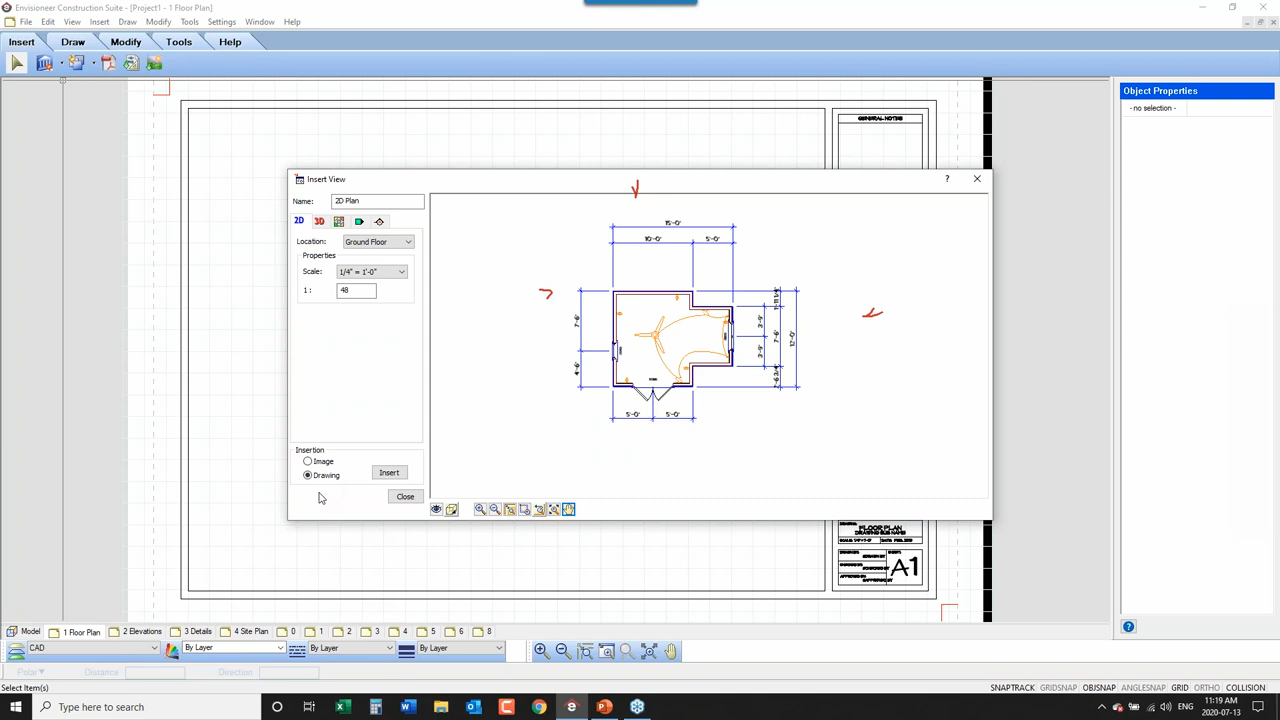 Envisioneer Construction Suite - [Project1 - 1 Floor Plan]
File Edit View Insert Draw Modify Tools Settings Window Help
Insert Draw Modify Tools Help
Object Properties
- no selection -
GENERAL NOTES
Insert View
Name: 2D Plan
2D 3D
Location: Ground Floor
Properties
Scale: 1/4" = 1'-0"
1 : 48
Insertion
Image
Drawing
Insert
Close
15'-0"
10'-0" 5'-0"
7'-6"
4'-6"
3'-9"
3'-9"
7'-6"
12'-0"
5'-0" 5'-0"
FLOOR PLAN
A1
Model 1 Floor Plan 2 Elevations 3 Details 4 Site Plan 0 1 2 3 4 5 6 8
CAD By Layer By Layer By Layer
Polar Distance Direction
Select Item(s)
SNAPTRACK GRIDSNAP OBJSNAP ANGLESNAP GRID ORTHO COLLISION
Type here to search
ENG
11:19 AM
2020-07-13